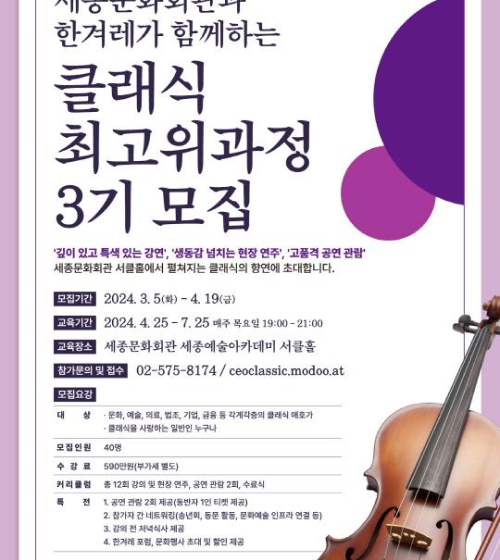 세종문화회관과
한겨레가 함께하는
클래식
최고위과정
3기 모집
'깊이 있고 특색 있는 강연', '생동감 넘치는 현장 연주', '고품격 공연 관람'
세종문화회관 서클홀에서 펼쳐지는 클래식의 향연에 초대합니다.
모집기간 2024. 3. 5(화) - 4. 19(금)
교육기간 2024. 4. 25 - 7. 25 매주 목요일 19:00 - 21:00
교육장소 세종문화회관 세종예술아카데미 서클홀
참가문의 및 접수 02-575-8174 / ceoclassic.modoo.at
모집요강
대 상 · 문화, 예술, 의료, 법조, 기업, 금융 등 각계각층의 클래식 애호가
· 클래식을 사랑하는 일반인 누구나
모집인원 40명
수 강 료 590만원(부가세 별도)
커리큘럼 총 12회 강의 및 현장 연주, 공연 관람 2회, 수료식
특 전 1. 공연 관람 2회 제공(동반자 1인 티켓 제공)
2. 참가자 간 네트워킹(송년회, 동문 활동, 문화예술 인프라 연결 등)
3. 강의 전 저녁식사 제공
4. 한겨레 포럼, 문화행사 초대 및 할인 제공